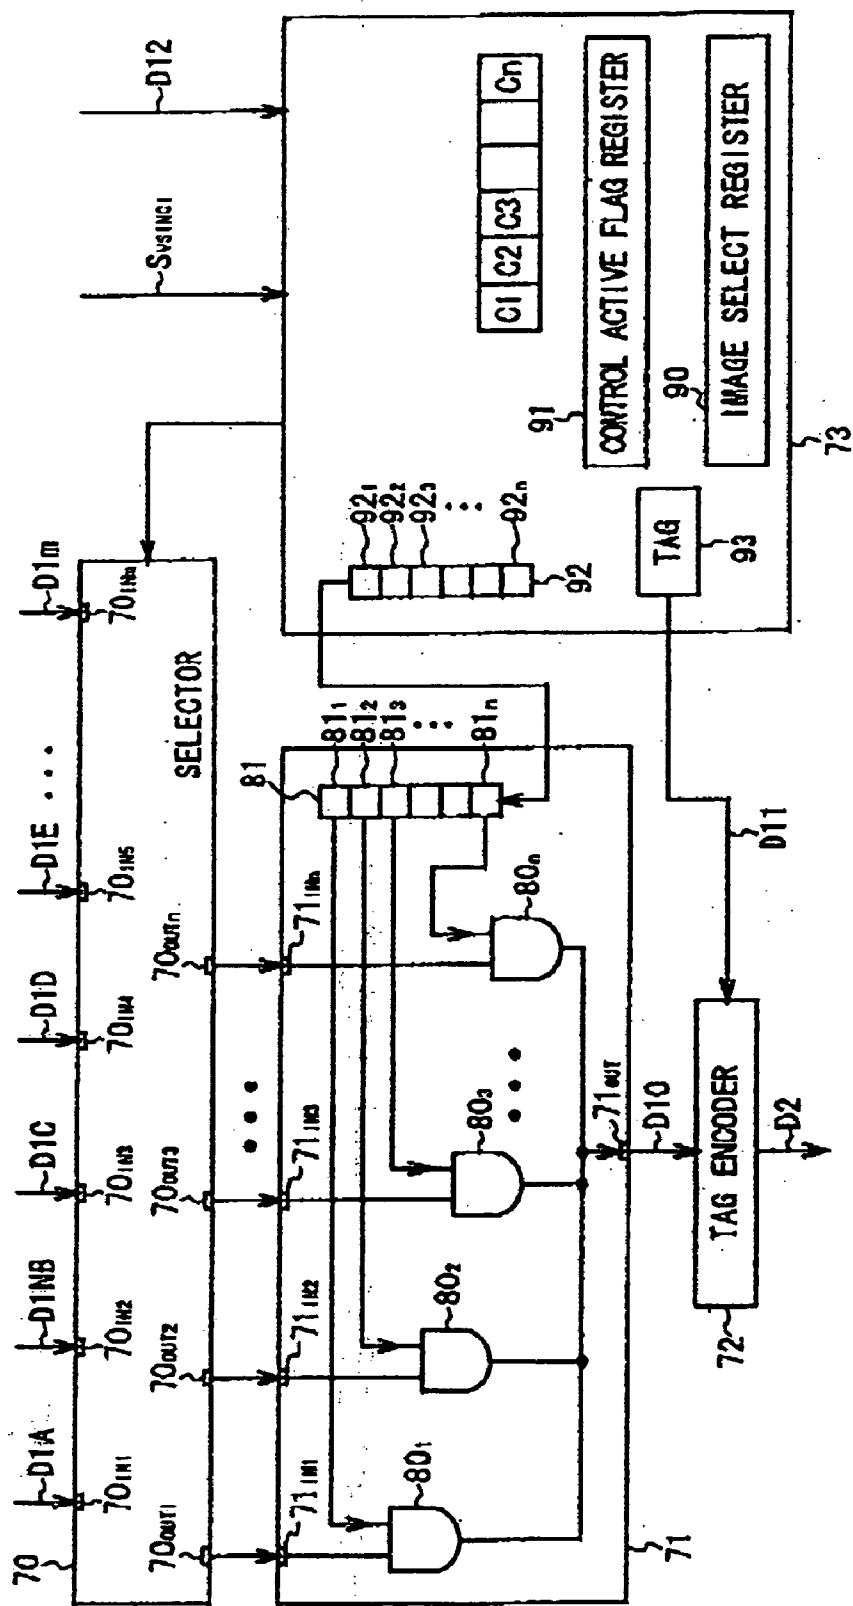 D1A
D1NB
D1C
D1D
D1E
D1m
70
70IN1
70IN2
70IN3
70IN4
70IN5
70INm
SELECTOR
70OUT1
70OUT2
70OUT3
70OUTn
SVSINC1
D12
71IN1
71IN2
71IN3
71INn
81
811
812
813
81n
801
802
803
80n
71OUT
71
921
922
923
92n
92
C1
C2
C3
Cn
91
CONTROL ACTIVE FLAG REGISTER
90
IMAGE SELECT REGISTER
TAG
93
73
D10
D11
72
TAG ENCODER
D2